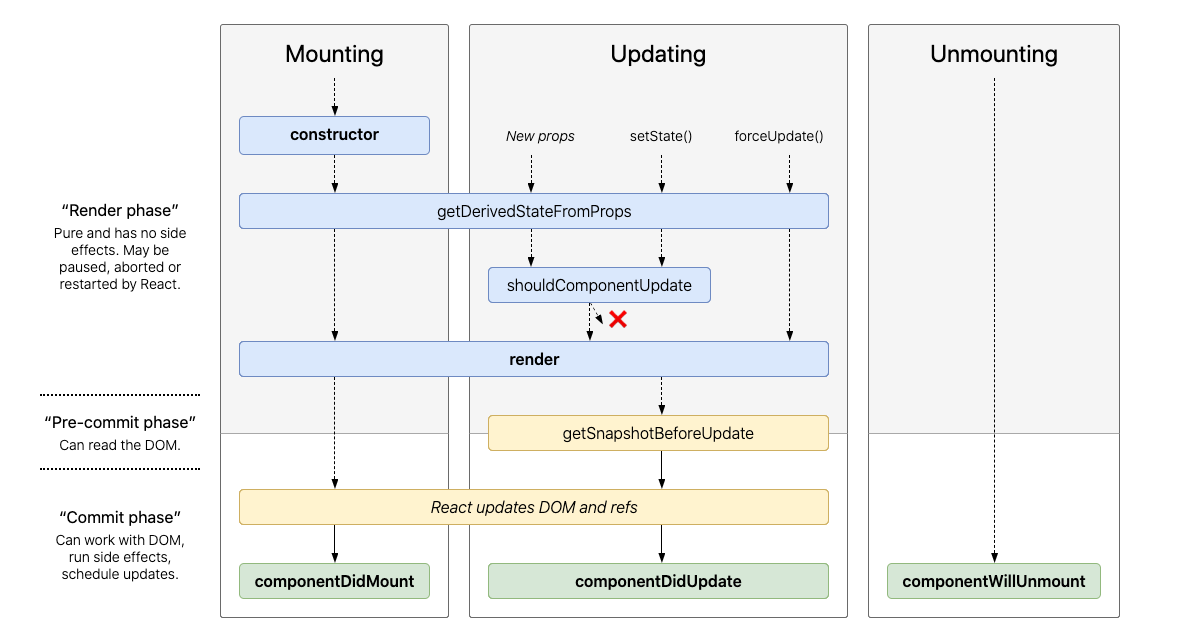 Mounting
Updating
Unmounting
constructor
New props
setState()
forceUpdate()
“Render phase”
Pure and has no side
effects. May be
paused, aborted or
restarted by React.
getDerivedStateFromProps
shouldComponentUpdate
render
“Pre-commit phase”
Can read the DOM.
getSnapshotBeforeUpdate
“Commit phase”
Can work with DOM,
run side effects,
schedule updates.
React updates DOM and refs
componentDidMount
componentDidUpdate
componentWillUnmount